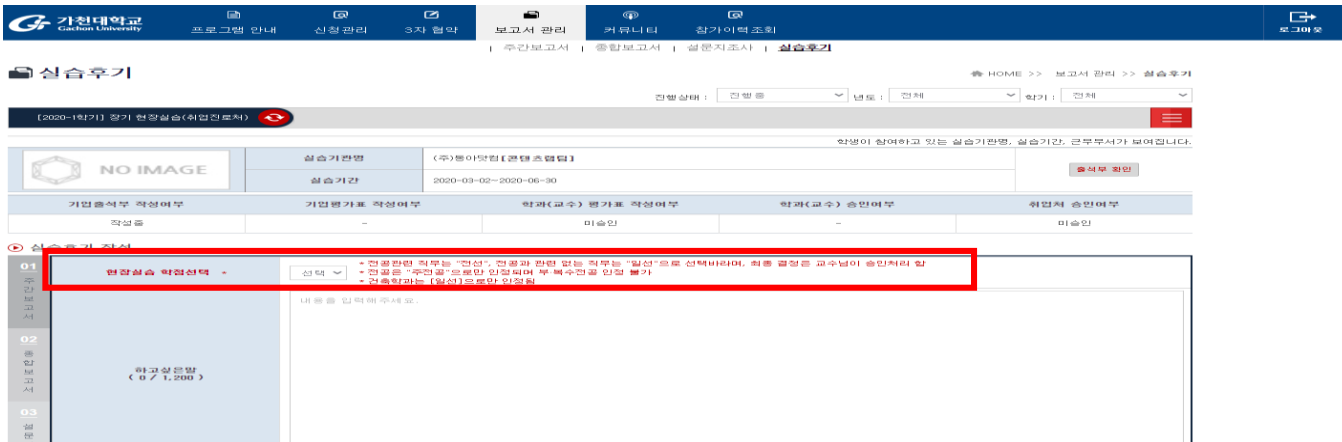 가천대학교
Gachon University
프로그램 안내
신청관리
3자 협약
보고서 관리
커뮤니티
참가이력조회
로그아웃
| 주간보고서 | 종합보고서 | 설문지조사 | 실습후기
실습후기
HOME >> 보고서 관리 >> 실습후기
진행상태 : 진행중 년도 : 전체 학기 : 전체
[2020-1학기] 장기 현장실습(취업진로처)
학생이 참여하고 있는 실습기관명, 실습기간, 근무부서가 보여집니다.
NO IMAGE
실습기관명 (주)동아닷컴[콘텐츠랩팀]
출석부 확인
실습기간 2020-03-02~2020-06-30
기업출석부 작성여부 기업평가표 작성여부 학과(교수) 평가표 작성여부 학과(교수) 승인여부 취업처 승인여부
작성중 - 미승인 - 미승인
실습후기 작성
01 주간보고서
현장실습 학점선택 *
선택
* 전공관련 직무는 "전선", 전공과 관련 없는 직무는 "일선"으로 선택바라며, 최종 결정은 교수님이 승인처리 함
* 전공은 "주전공"으로만 인정되며 부·복수전공 인정 불가
* 건축학과는 [일선]으로만 인정됨
내용을 입력해주세요.
02 종합보고서
하고싶은말
( 0 / 1,200 )
03 설문